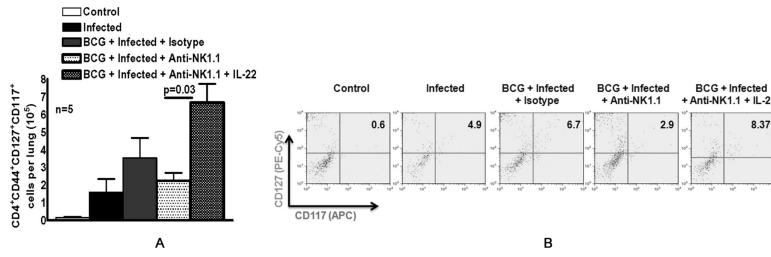 Control
Infected
BCG + Infected + Isotype
BCG + Infected + Anti-NK1.1
BCG + Infected + Anti-NK1.1 + IL-22
CD4+CD44+CD127+CD117+
cells per lung (10⁵)
8
7
6
5
4
3
2
1
0
n=5
p=0.03
A
Control
Infected
BCG + Infected
+ Isotype
BCG + Infected
+ Anti-NK1.1
BCG + Infected
+ Anti-NK1.1 + IL-2
0.6
4.9
6.7
2.9
8.37
CD127 (PE-Cy5)
CD117 (APC)
B